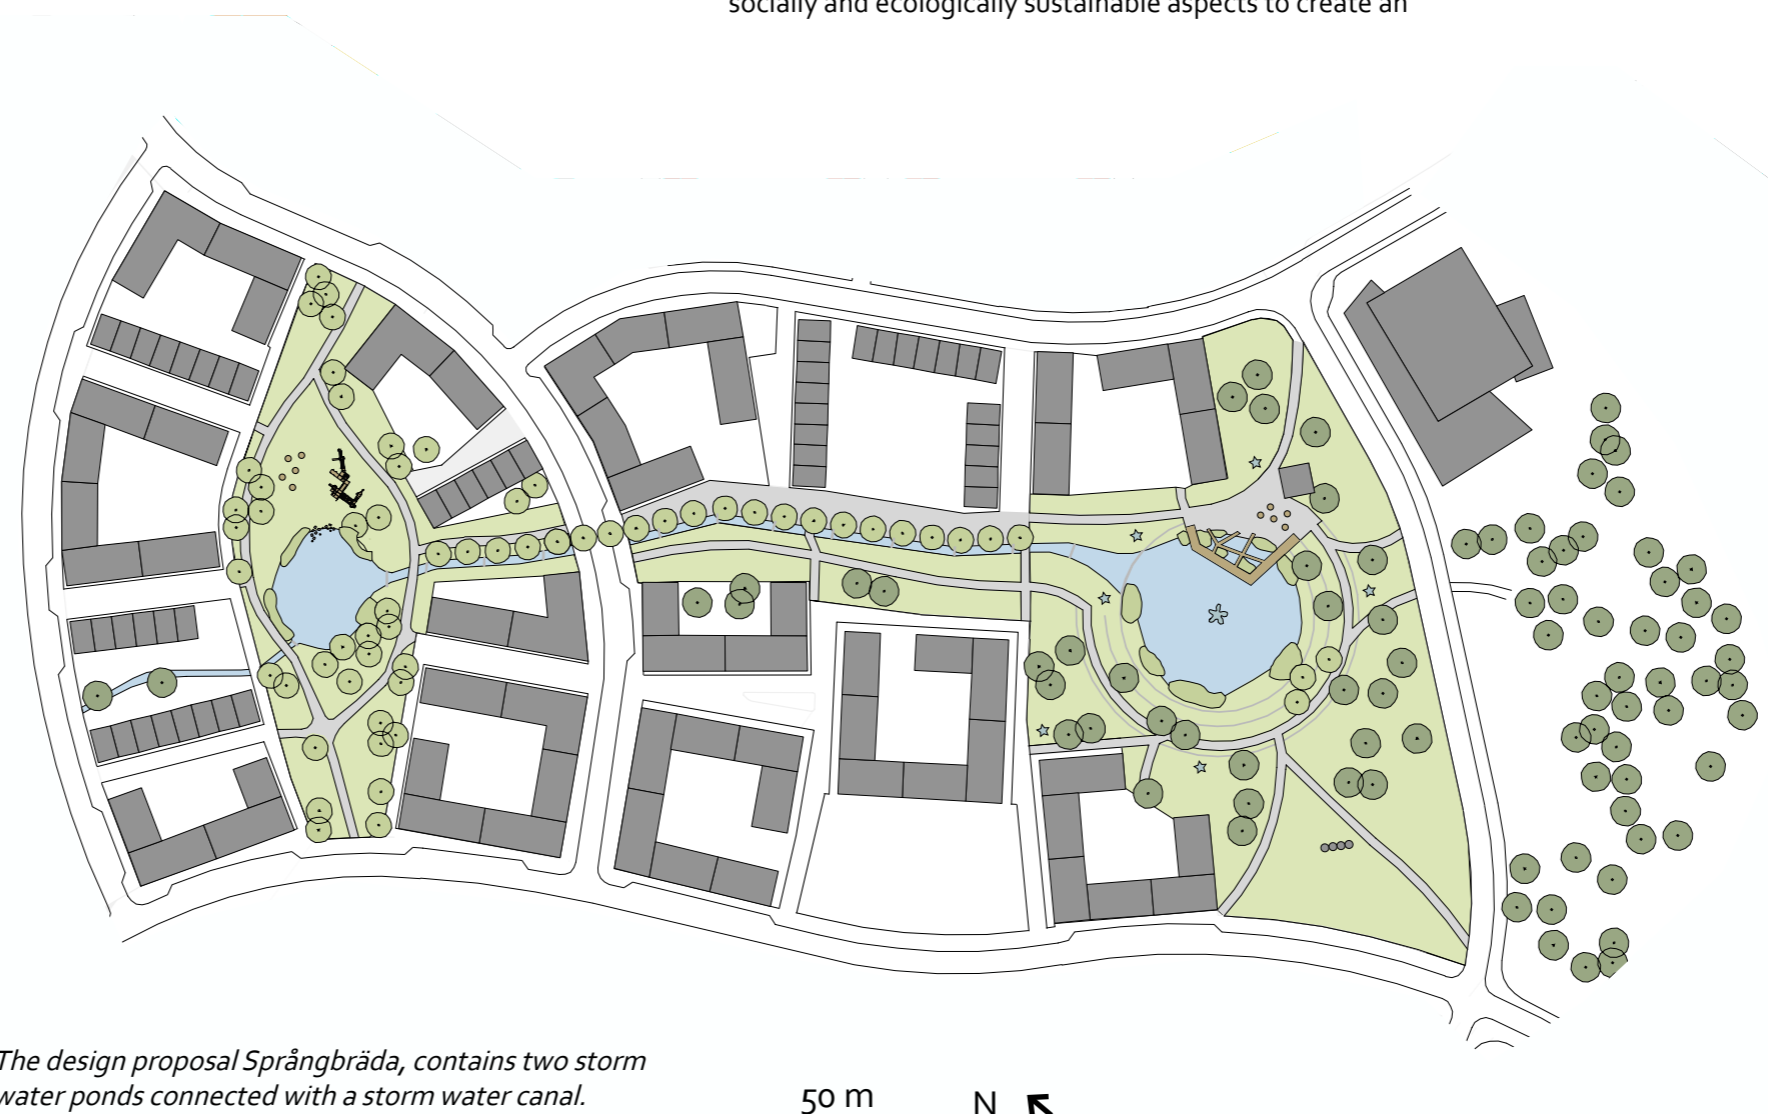 socially and ecologically sustainable aspects to create an
The design proposal Språngbräda, contains two storm
water ponds connected with a storm water canal.
50 m
N